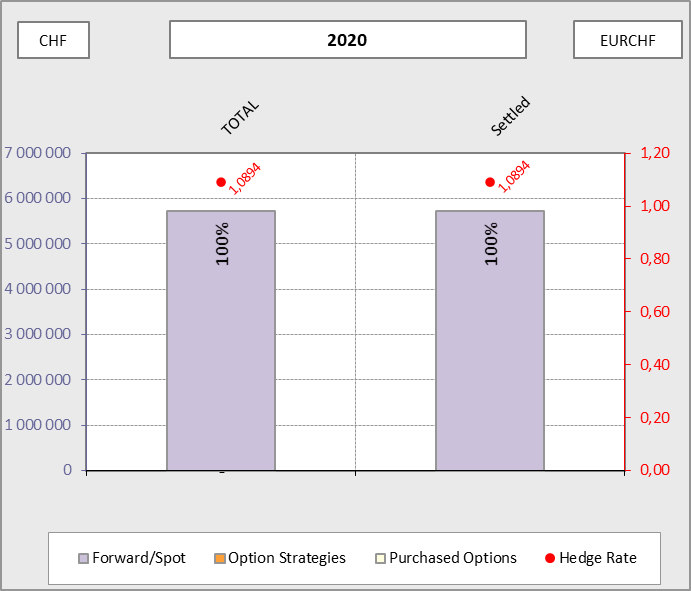 CHF
2020
EURCHF
TOTAL
Settled
7 000 000
6 000 000
5 000 000
4 000 000
3 000 000
2 000 000
1 000 000
0
1,0894
1,0894
100%
100%
-
1,20
1,00
0,80
0,60
0,40
0,20
0,00
Forward/Spot
Option Strategies
Purchased Options
Hedge Rate